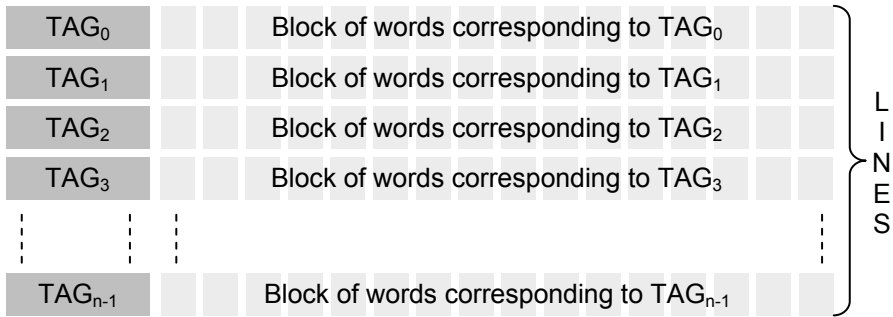 TAG₀ Block of words corresponding to TAG₀
TAG₁ Block of words corresponding to TAG₁
TAG₂ Block of words corresponding to TAG₂
TAG₃ Block of words corresponding to TAG₃
TAGₙ₋₁ Block of words corresponding to TAGₙ₋₁
L
I
N
E
S